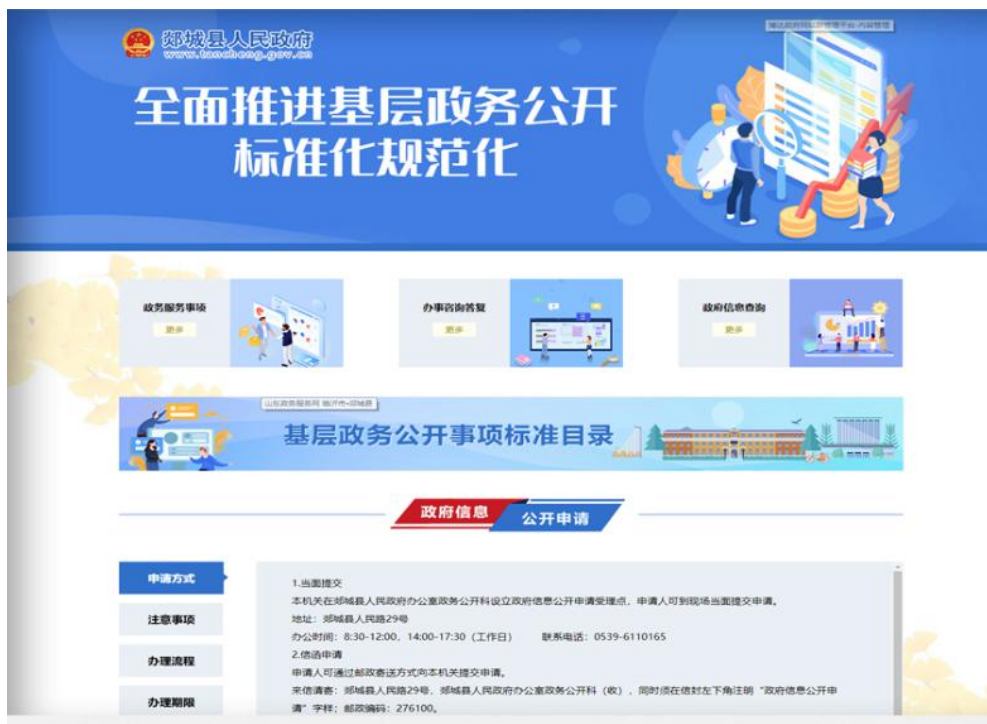 郯城县人民政府
www.tancheng.gov.cn
全面推进基层政务公开
标准化规范化
政务服务事项
更多
办事咨询答复
更多
政府信息查询
更多
山东政务服务网 临沂市-郯城县
基层政务公开事项标准目录
政府信息
公开申请
申请方式
注意事项
办理流程
办理期限
1.当面提交
本机关在郯城县人民政府办公室政务公开科设立政府信息公开申请受理点，申请人可到现场当面提交申请。
地址：郯城县人民路29号
办公时间：8:30-12:00，14:00-17:30（工作日） 联系电话：0539-6110165
2.信函申请
申请人可通过邮政寄送方式向本机关提交申请。
来信请寄：郯城县人民路29号，郯城县人民政府办公室政务公开科（收），同时须在信封左下角注明“政府信息公开申
请”字样；邮政编码：276100。